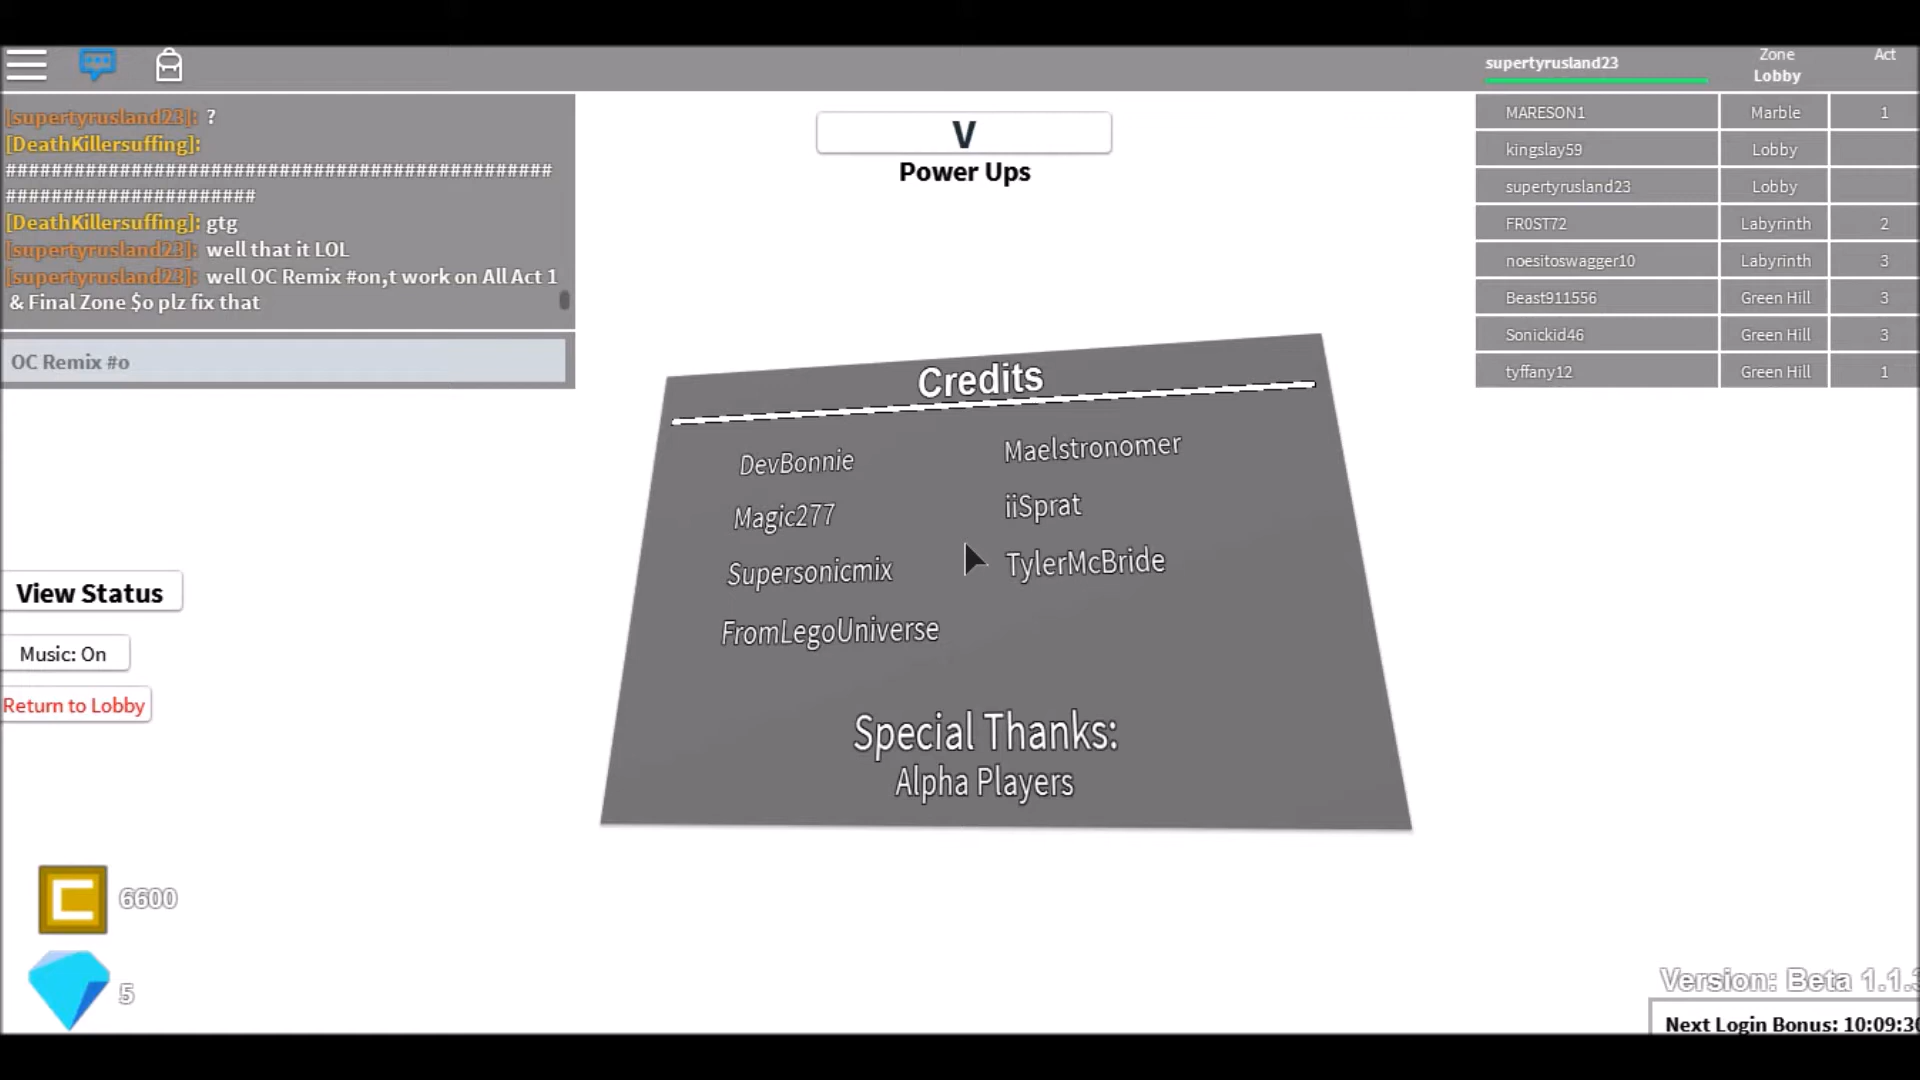 supertyrusland23
Zone
Lobby
Act
[supertyrusland23]: ?
[DeathKillersuffing]:
################################################
######################
[DeathKillersuffing]: gtg
[supertyrusland23]: well that it LOL
[supertyrusland23]: well OC Remix #on,t work on All Act 1
& Final Zone $o plz fix that
OC Remix #o
V
Power Ups
MARESON1 Marble 1
kingslay59 Lobby
supertyrusland23 Lobby
FR0ST72 Labyrinth 2
noesitoswagger10 Labyrinth 3
Beast911556 Green Hill 3
Sonickid46 Green Hill 3
tyffany12 Green Hill 1
Credits
DevBonnie Maelstronomer
Magic277 iiSprat
Supersonicmix TylerMcBride
FromLegoUniverse
Special Thanks:
Alpha Players
View Status
Music: On
Return to Lobby
C 6600
5
Version: Beta 1.1.3
Next Login Bonus: 10:09:30